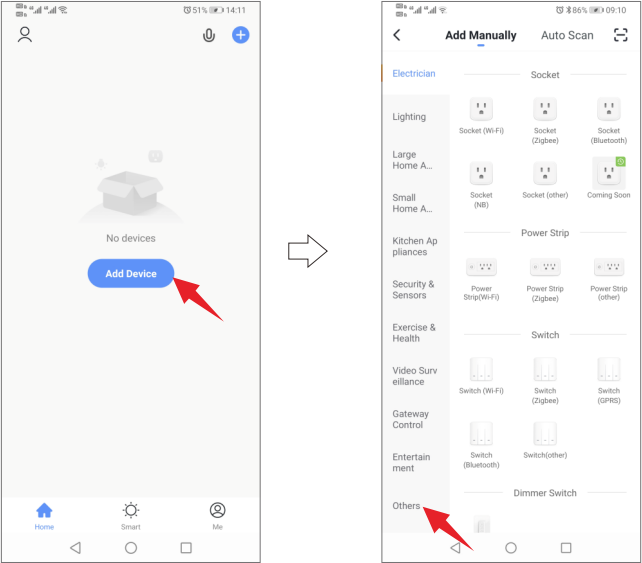 51% 14:11
No devices
Add Device
Home Smart Me
86% 09:10
Add Manually Auto Scan
Electrician
Lighting
Large
Home A...
Small
Home A...
Kitchen Ap
pliances
Security &
Sensors
Exercise &
Health
Video Surv
eillance
Gateway
Control
Entertain
ment
Others
Socket
Socket (Wi-Fi)
Socket
(Zigbee)
Socket
(Bluetooth)
Socket
(NB)
Socket (other)
Coming Soon
Power Strip
Power
Strip(Wi-Fi)
Power Strip
(Zigbee)
Power Strip
(other)
Switch
Switch (Wi-Fi)
Switch
(Zigbee)
Switch
(GPRS)
Switch
(Bluetooth)
Switch(other)
Dimmer Switch